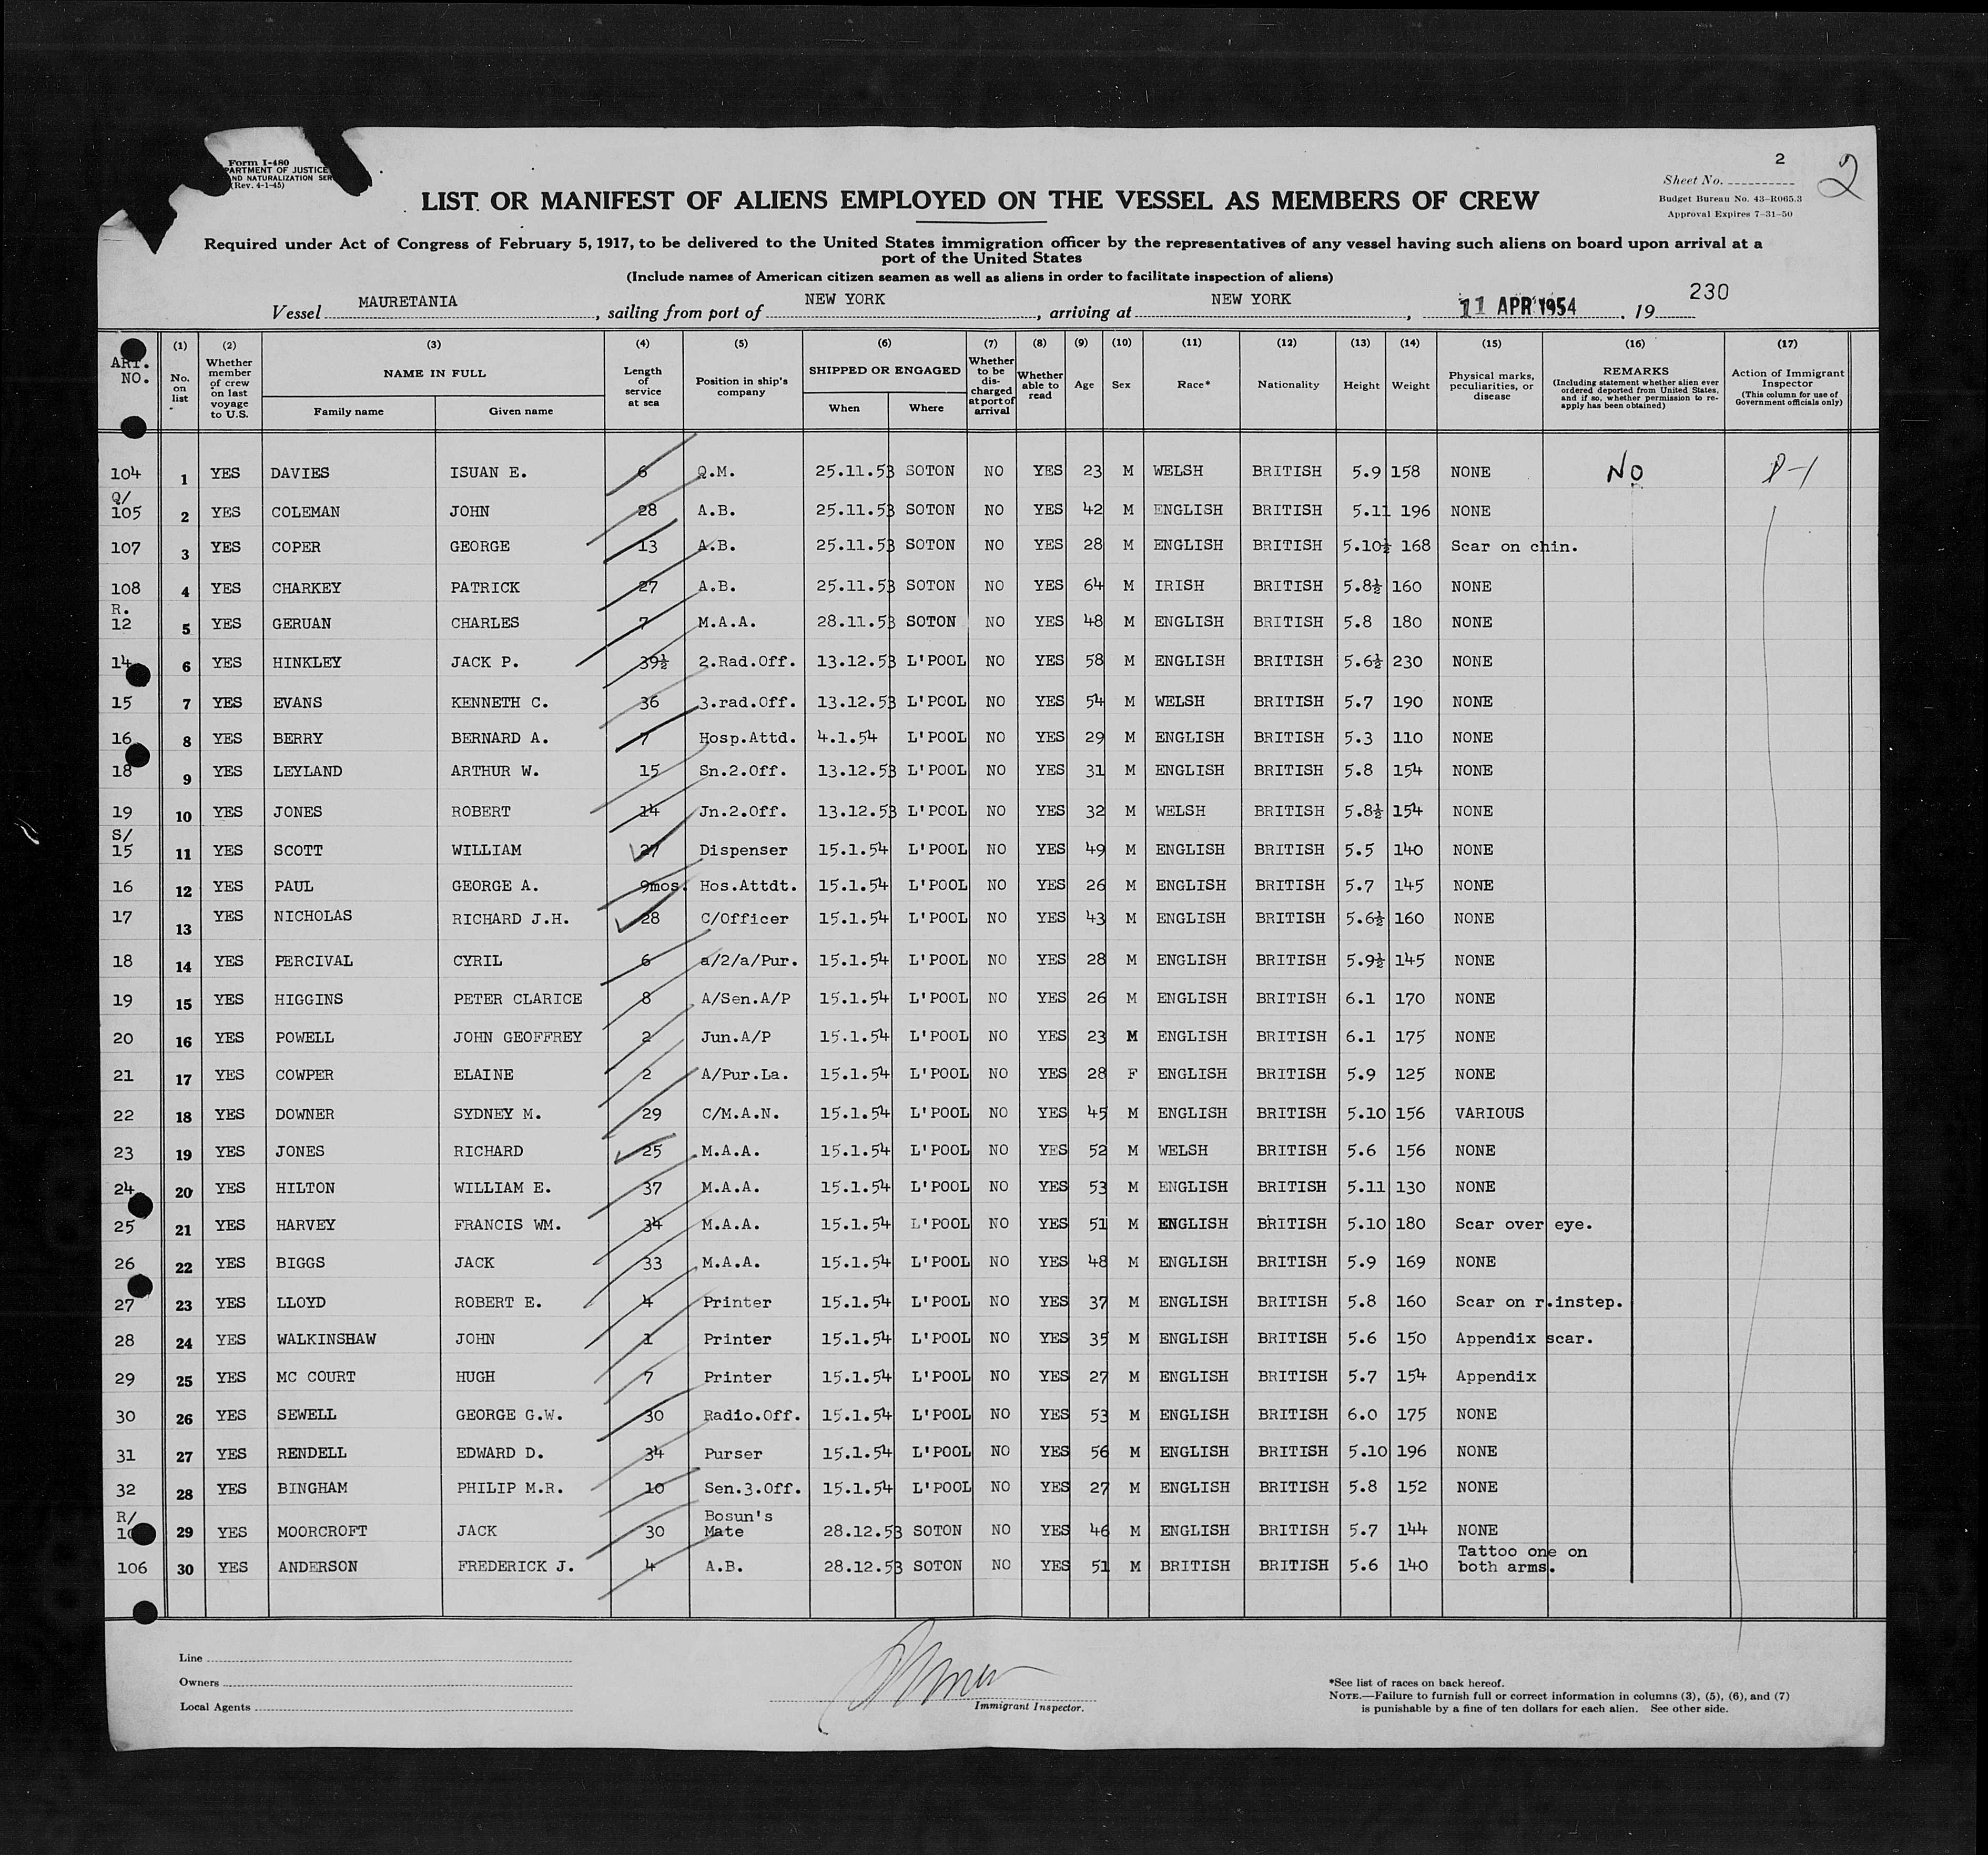 Form I-480
PARTMENT OF JUSTICE
ND NATURALIZATION SER
(Rev. 4-1-45)
2
2
Sheet No.
Budget Bureau No. 43-R065.3
Approval Expires 7-31-50
LIST OR MANIFEST OF ALIENS EMPLOYED ON THE VESSEL AS MEMBERS OF CREW
Required under Act of Congress of February 5, 1917, to be delivered to the United States immigration officer by the representatives of any vessel having such aliens on board upon arrival at a
port of the United States
(Include names of American citizen seamen as well as aliens in order to facilitate inspection of aliens)
230
Vessel MAURETANIA, sailing from port of NEW YORK, arriving at NEW YORK, 11 APR 1954, 19
ART. NO. (1) No. on list (2) Whether member of crew on last voyage to U.S. (3) NAME IN FULL Family name Given name (4) Length of service at sea (5) Position in ship's company (6) SHIPPED OR ENGAGED When Where (7) Whether to be discharged at port of arrival (8) Whether able to read (9) Age (10) Sex (11) Race* (12) Nationality (13) Height (14) Weight (15) Physical marks, peculiarities, or disease (16) REMARKS (Including statement whether alien ever ordered deported from United States, and if so, whether permission to re-apply has been obtained) (17) Action of Immigrant Inspector (This column for use of Government officials only)
104 1 YES DAVIES ISUAN E. 6 Q.M. 25.11.53 SOTON NO YES 23 M WELSH BRITISH 5.9 158 NONE No
Q/
105 2 YES COLEMAN JOHN 28 A.B. 25.11.53 SOTON NO YES 42 M ENGLISH BRITISH 5.11 196 NONE
107 3 YES COPER GEORGE 13 A.B. 25.11.53 SOTON NO YES 28 M ENGLISH BRITISH 5.10½ 168 Scar on chin.
108 4 YES CHARKEY PATRICK 27 A.B. 25.11.53 SOTON NO YES 64 M IRISH BRITISH 5.8½ 160 NONE
R.
12 5 YES GERUAN CHARLES 7 M.A.A. 28.11.53 SOTON NO YES 48 M ENGLISH BRITISH 5.8 180 NONE
14 6 YES HINKLEY JACK P. 39½ 2.Rad.Off. 13.12.53 L'POOL NO YES 58 M ENGLISH BRITISH 5.6½ 230 NONE
15 7 YES EVANS KENNETH C. 36 3.rad.Off. 13.12.53 L'POOL NO YES 54 M WELSH BRITISH 5.7 190 NONE
16 8 YES BERRY BERNARD A. 7 Hosp.Attd. 4.1.54 L'POOL NO YES 29 M ENGLISH BRITISH 5.3 110 NONE
18 9 YES LEYLAND ARTHUR W. 15 Sn.2.Off. 13.12.53 L'POOL NO YES 31 M ENGLISH BRITISH 5.8 154 NONE
19 10 YES JONES ROBERT 14 Jn.2.Off. 13.12.53 L'POOL NO YES 32 M WELSH BRITISH 5.8½ 154 NONE
S/
15 11 YES SCOTT WILLIAM 27 Dispenser 15.1.54 L'POOL NO YES 49 M ENGLISH BRITISH 5.5 140 NONE
16 12 YES PAUL GEORGE A. 9mos. Hos.Attdt. 15.1.54 L'POOL NO YES 26 M ENGLISH BRITISH 5.7 145 NONE
17 13 YES NICHOLAS RICHARD J.H. 28 C/Officer 15.1.54 L'POOL NO YES 43 M ENGLISH BRITISH 5.6½ 160 NONE
18 14 YES PERCIVAL CYRIL 6 a/2/a/Pur. 15.1.54 L'POOL NO YES 28 M ENGLISH BRITISH 5.9½ 145 NONE
19 15 YES HIGGINS PETER CLARICE 8 A/Sen.A/P 15.1.54 L'POOL NO YES 26 M ENGLISH BRITISH 6.1 170 NONE
20 16 YES POWELL JOHN GEOFFREY 2 Jun.A/P 15.1.54 L'POOL NO YES 23 M ENGLISH BRITISH 6.1 175 NONE
21 17 YES COWPER ELAINE 2 A/Pur.La. 15.1.54 L'POOL NO YES 28 F ENGLISH BRITISH 5.9 125 NONE
22 18 YES DOWNER SYDNEY M. 29 C/M.A.N. 15.1.54 L'POOL NO YES 45 M ENGLISH BRITISH 5.10 156 VARIOUS
23 19 YES JONES RICHARD 25 M.A.A. 15.1.54 L'POOL NO YES 52 M WELSH BRITISH 5.6 156 NONE
24 20 YES HILTON WILLIAM E. 37 M.A.A. 15.1.54 L'POOL NO YES 53 M ENGLISH BRITISH 5.11 130 NONE
25 21 YES HARVEY FRANCIS WM. 34 M.A.A. 15.1.54 L'POOL NO YES 51 M ENGLISH BRITISH 5.10 180 Scar over eye.
26 22 YES BIGGS JACK 33 M.A.A. 15.1.54 L'POOL NO YES 48 M ENGLISH BRITISH 5.9 169 NONE
27 23 YES LLOYD ROBERT E. 4 Printer 15.1.54 L'POOL NO YES 37 M ENGLISH BRITISH 5.8 160 Scar on r.instep.
28 24 YES WALKINSHAW JOHN 1 Printer 15.1.54 L'POOL NO YES 35 M ENGLISH BRITISH 5.6 150 Appendix scar.
29 25 YES MC COURT HUGH 7 Printer 15.1.54 L'POOL NO YES 27 M ENGLISH BRITISH 5.7 154 Appendix
30 26 YES SEWELL GEORGE G.W. 30 Radio.Off. 15.1.54 L'POOL NO YES 53 M ENGLISH BRITISH 6.0 175 NONE
31 27 YES RENDELL EDWARD D. 34 Purser 15.1.54 L'POOL NO YES 56 M ENGLISH BRITISH 5.10 196 NONE
32 28 YES BINGHAM PHILIP M.R. 10 Sen.3.Off. 15.1.54 L'POOL NO YES 27 M ENGLISH BRITISH 5.8 152 NONE
R/ Bosun's
29 YES MOORCROFT JACK 30 Mate 28.12.53 SOTON NO YES 46 M ENGLISH BRITISH 5.7 144 NONE
Tattoo one on
106 30 YES ANDERSON FREDERICK J. 4 A.B. 28.12.53 SOTON NO YES 51 M BRITISH BRITISH 5.6 140 both arms.
Line
Owners
Local Agents
Immigrant Inspector.
*See list of races on back hereof.
NOTE.—Failure to furnish full or correct information in columns (3), (5), (6), and (7)
is punishable by a fine of ten dollars for each alien. See other side.